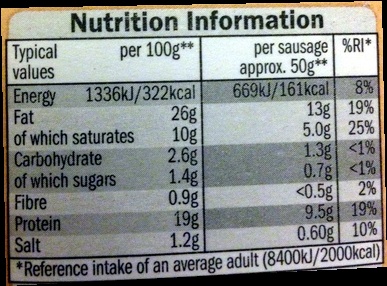 Nutrition Information
Typical values per 100g** per sausage approx. 50g** %RI*
Energy 1336kJ/322kcal 669kJ/161kcal 8%
Fat 26g 13g 19%
of which saturates 10g 5.0g 25%
Carbohydrate 2.6g 1.3g <1%
of which sugars 1.4g 0.7g <1%
Fibre 0.9g <0.5g 2%
Protein 19g 9.5g 19%
Salt 1.2g 0.60g 10%
*Reference intake of an average adult (8400kJ/2000kcal)